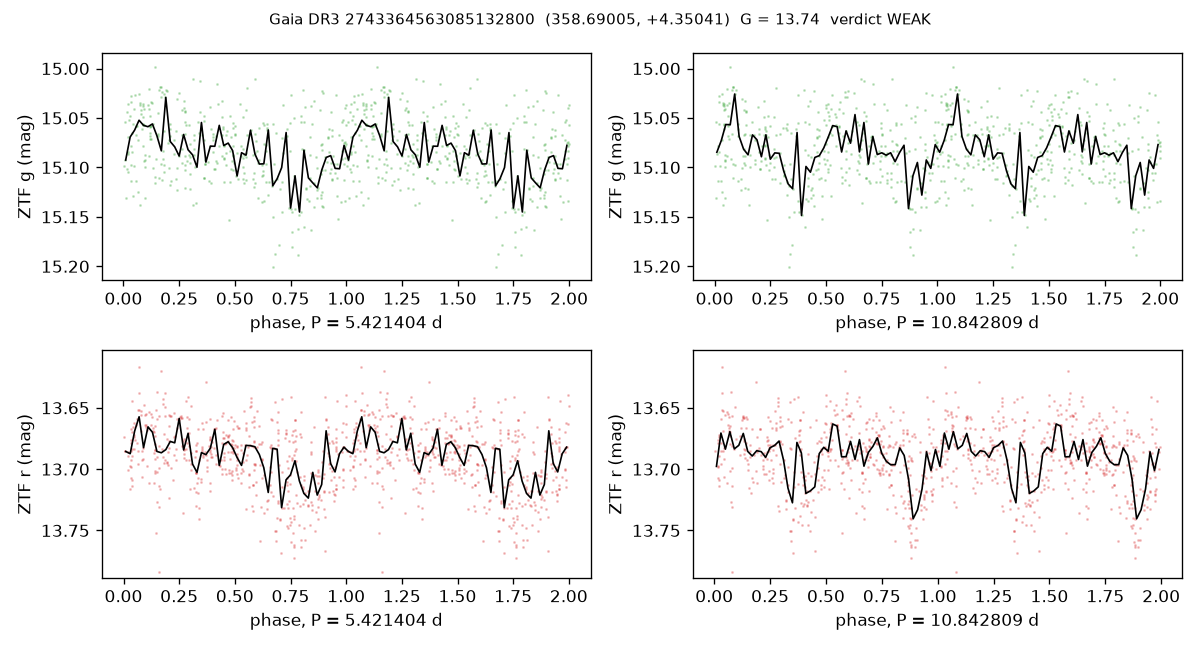 Gaia DR3 2743364563085132800 (358.69005, +4.35041) G = 13.74 verdict WEAK
ZTF g (mag)
15.00
15.05
15.10
15.15
15.20
0.00 0.25 0.50 0.75 1.00 1.25 1.50 1.75 2.00
phase, P = 5.421404 d
ZTF g (mag)
15.00
15.05
15.10
15.15
15.20
0.00 0.25 0.50 0.75 1.00 1.25 1.50 1.75 2.00
phase, P = 10.842809 d
ZTF r (mag)
13.65
13.70
13.75
0.00 0.25 0.50 0.75 1.00 1.25 1.50 1.75 2.00
phase, P = 5.421404 d
ZTF r (mag)
13.65
13.70
13.75
0.00 0.25 0.50 0.75 1.00 1.25 1.50 1.75 2.00
phase, P = 10.842809 d